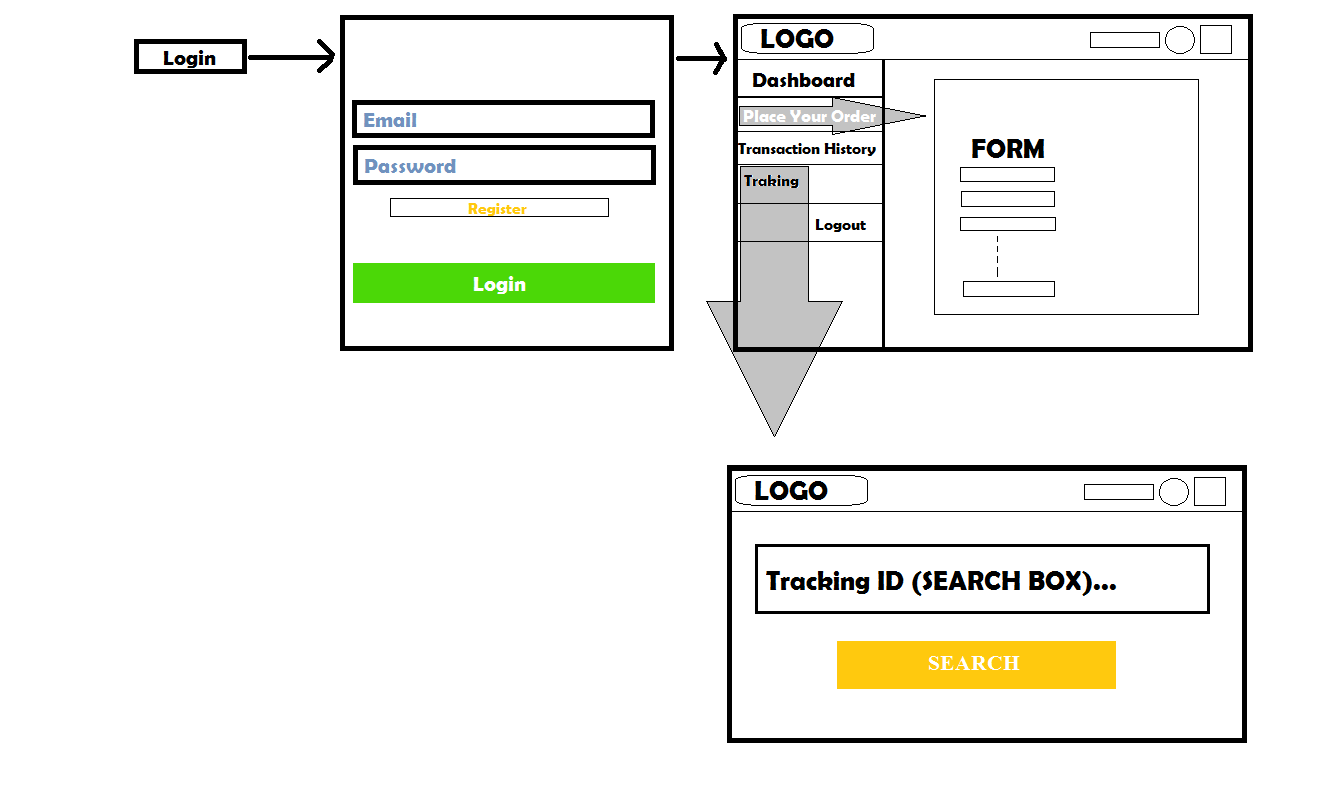 Login
Email
Password
Register
Login
LOGO
Dashboard
Place Your Order
Transaction History
Traking
Logout
FORM
LOGO
Tracking ID (SEARCH BOX)...
SEARCH